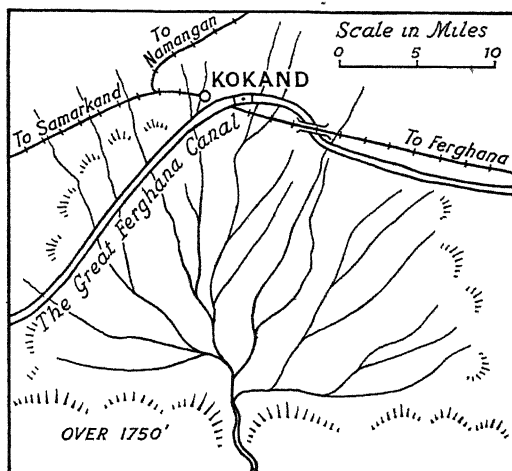 To
Namangan
Scale in Miles
0 5 10
KOKAND
To Samarkand
To Ferghana
The Great Ferghana Canal
OVER 1750'